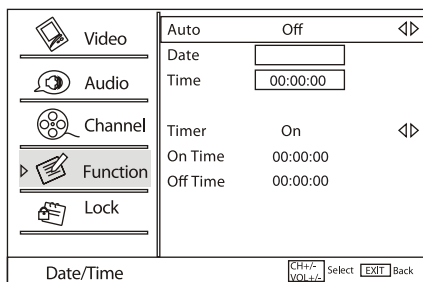 Video
Audio
Channel
Function
Lock
Auto Off
Date
Time 00:00:00
Timer On
On Time 00:00:00
Off Time 00:00:00
Date/Time
CH+/- VOL+/- Select EXIT Back